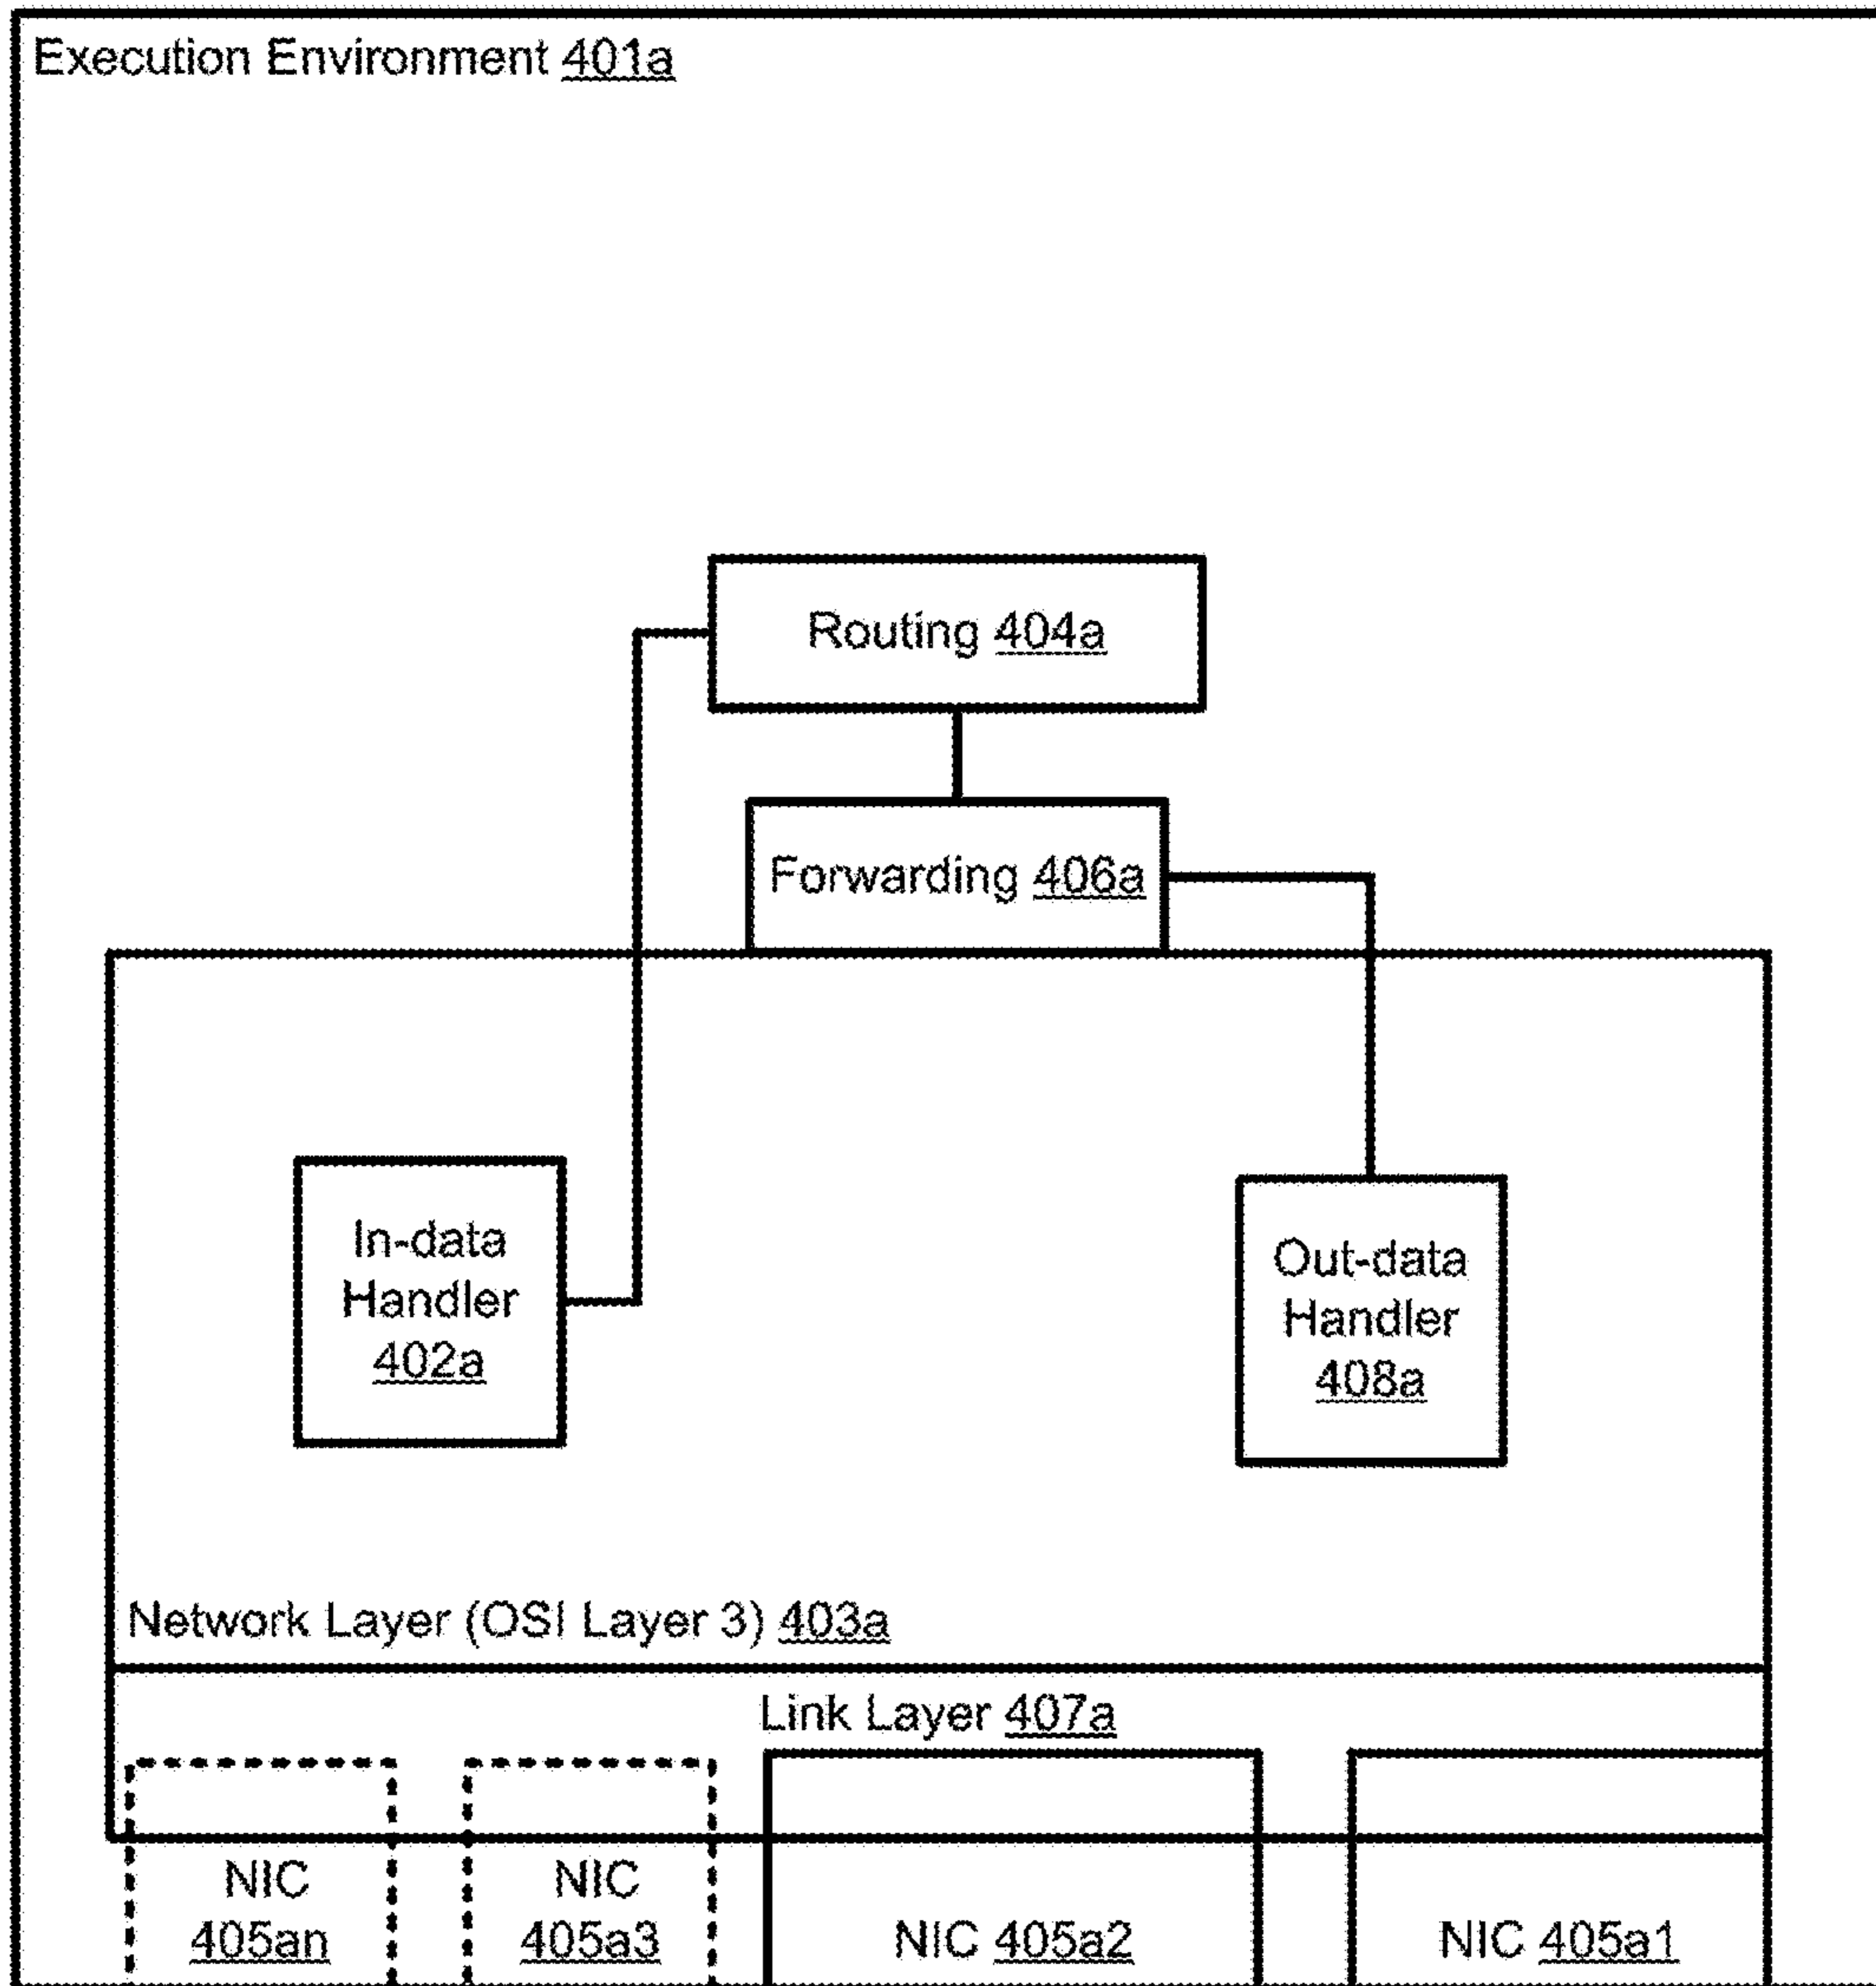 Execution Environment 401a
Routing 404a
Forwarding 406a
In-data
Handler
402a
Out-data
Handler
408a
Network Layer (OSI Layer 3) 403a
Link Layer 407a
NIC
405an
NIC
405a3
NIC 405a2
NIC 405a1